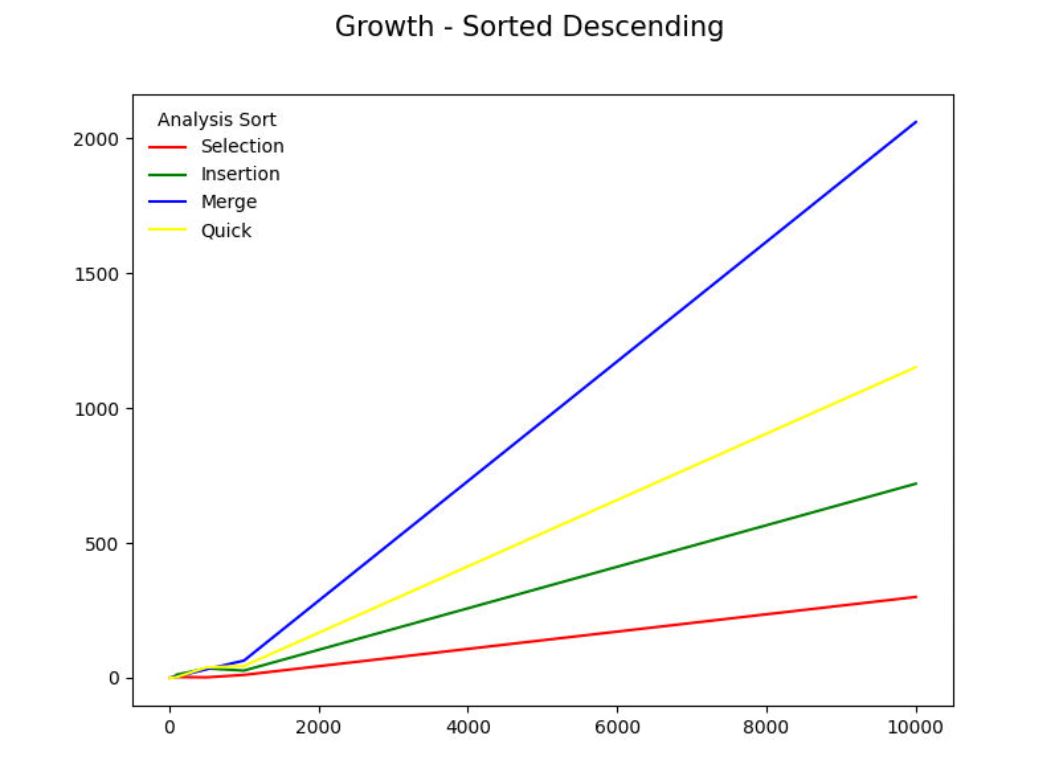 Growth - Sorted Descending
Analysis Sort
Selection
Insertion
Merge
Quick
2000
1500
1000
500
0
0 2000 4000 6000 8000 10000